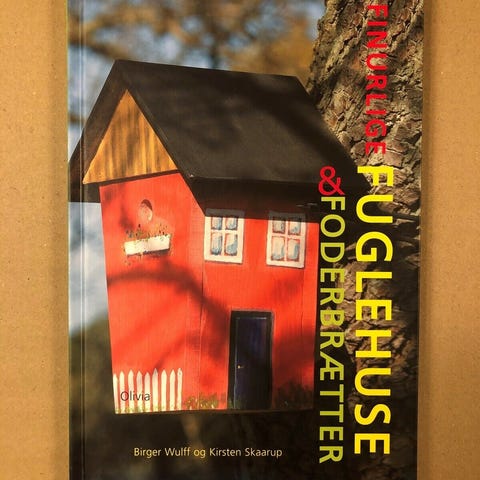 FINURLIGE
FUGLEHUSE
& FODERBRÆTTER
Olivia
Birger Wulff og Kirsten Skaarup